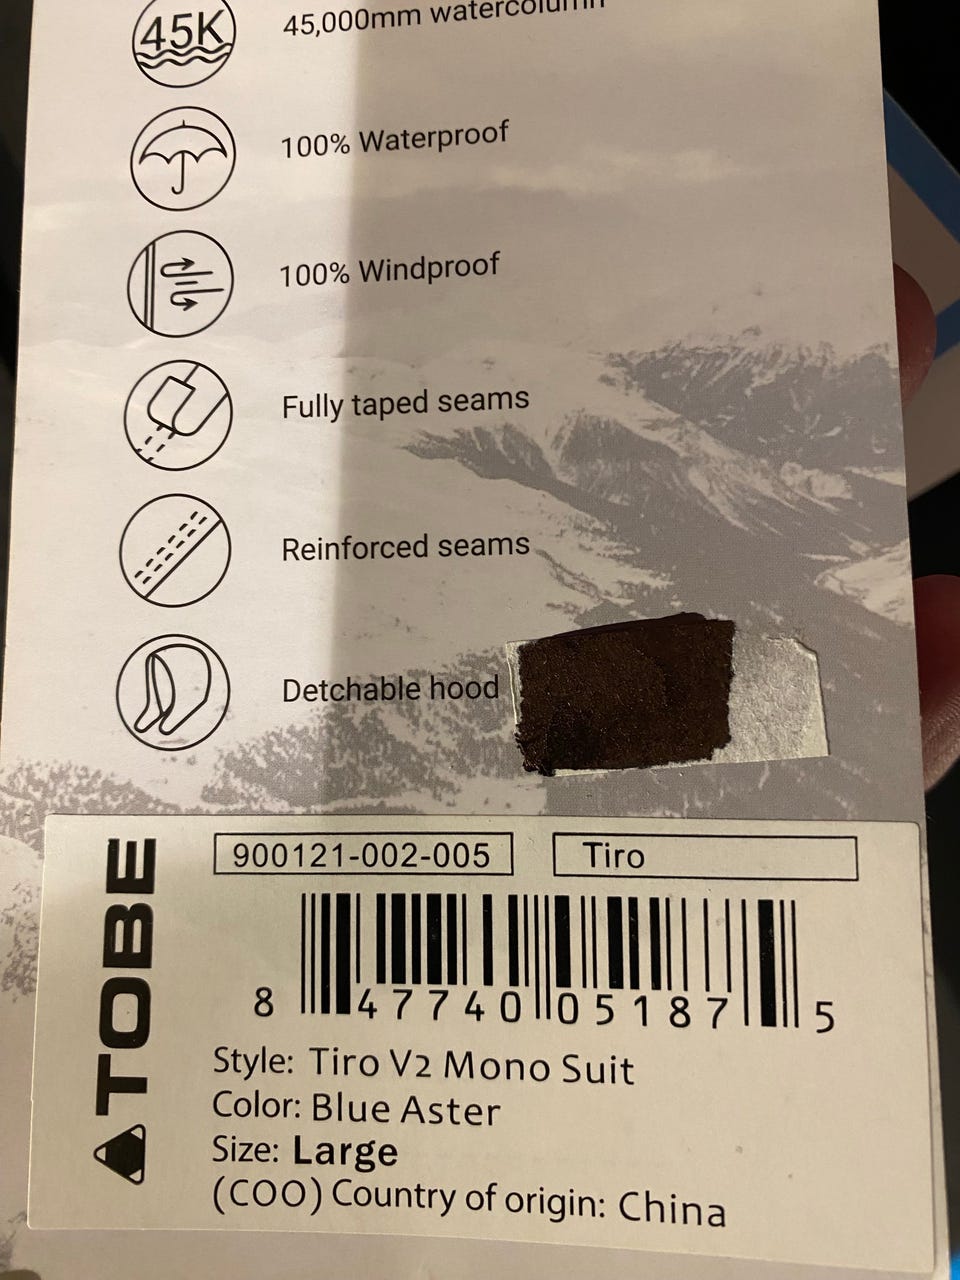 45K
45,000mm watercolumn
100% Waterproof
100% Windproof
Fully taped seams
Reinforced seams
Detchable hood
TOBE
900121-002-005
Tiro
8 47740 05187 5
Style: Tiro V2 Mono Suit
Color: Blue Aster
Size: Large
(COO) Country of origin: China